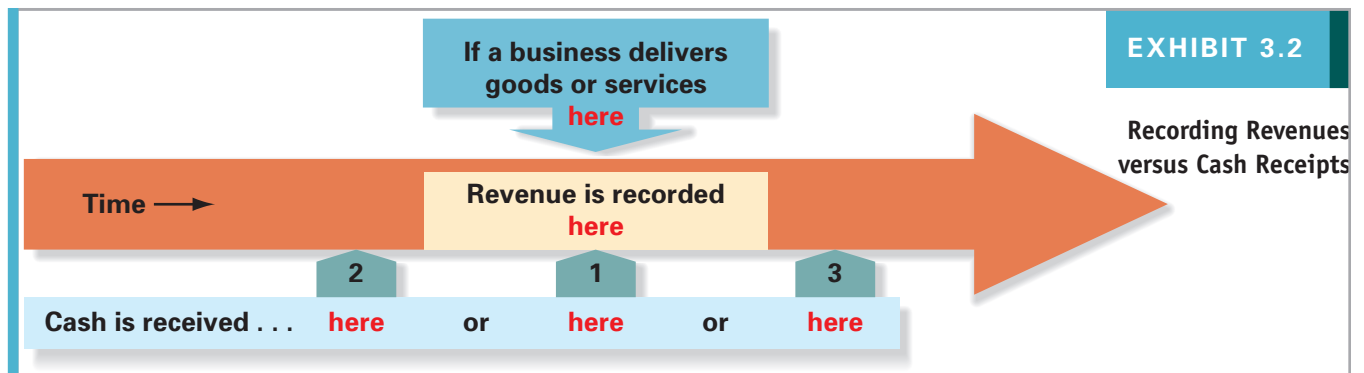 If a business delivers
goods or services
here
EXHIBIT 3.2
Recording Revenues
versus Cash Receipts
Time
Revenue is recorded
here
2
1
3
Cash is received . . . here or here or here